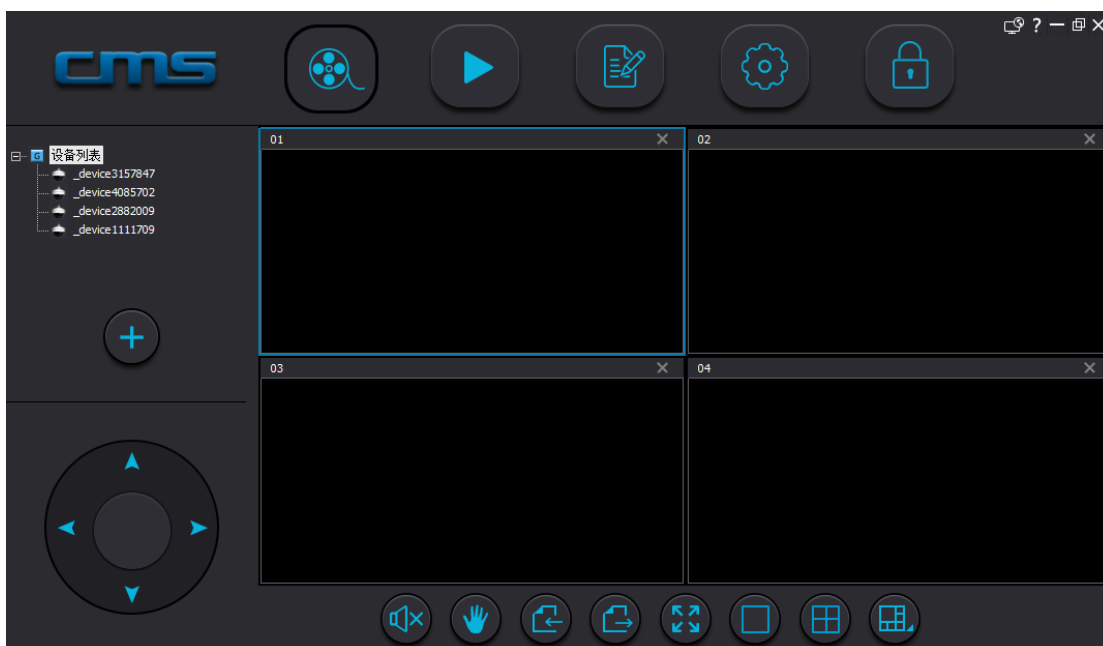 cms
01
02
设备列表
_device3157847
_device4085702
_device2882009
_device1111709
03
04